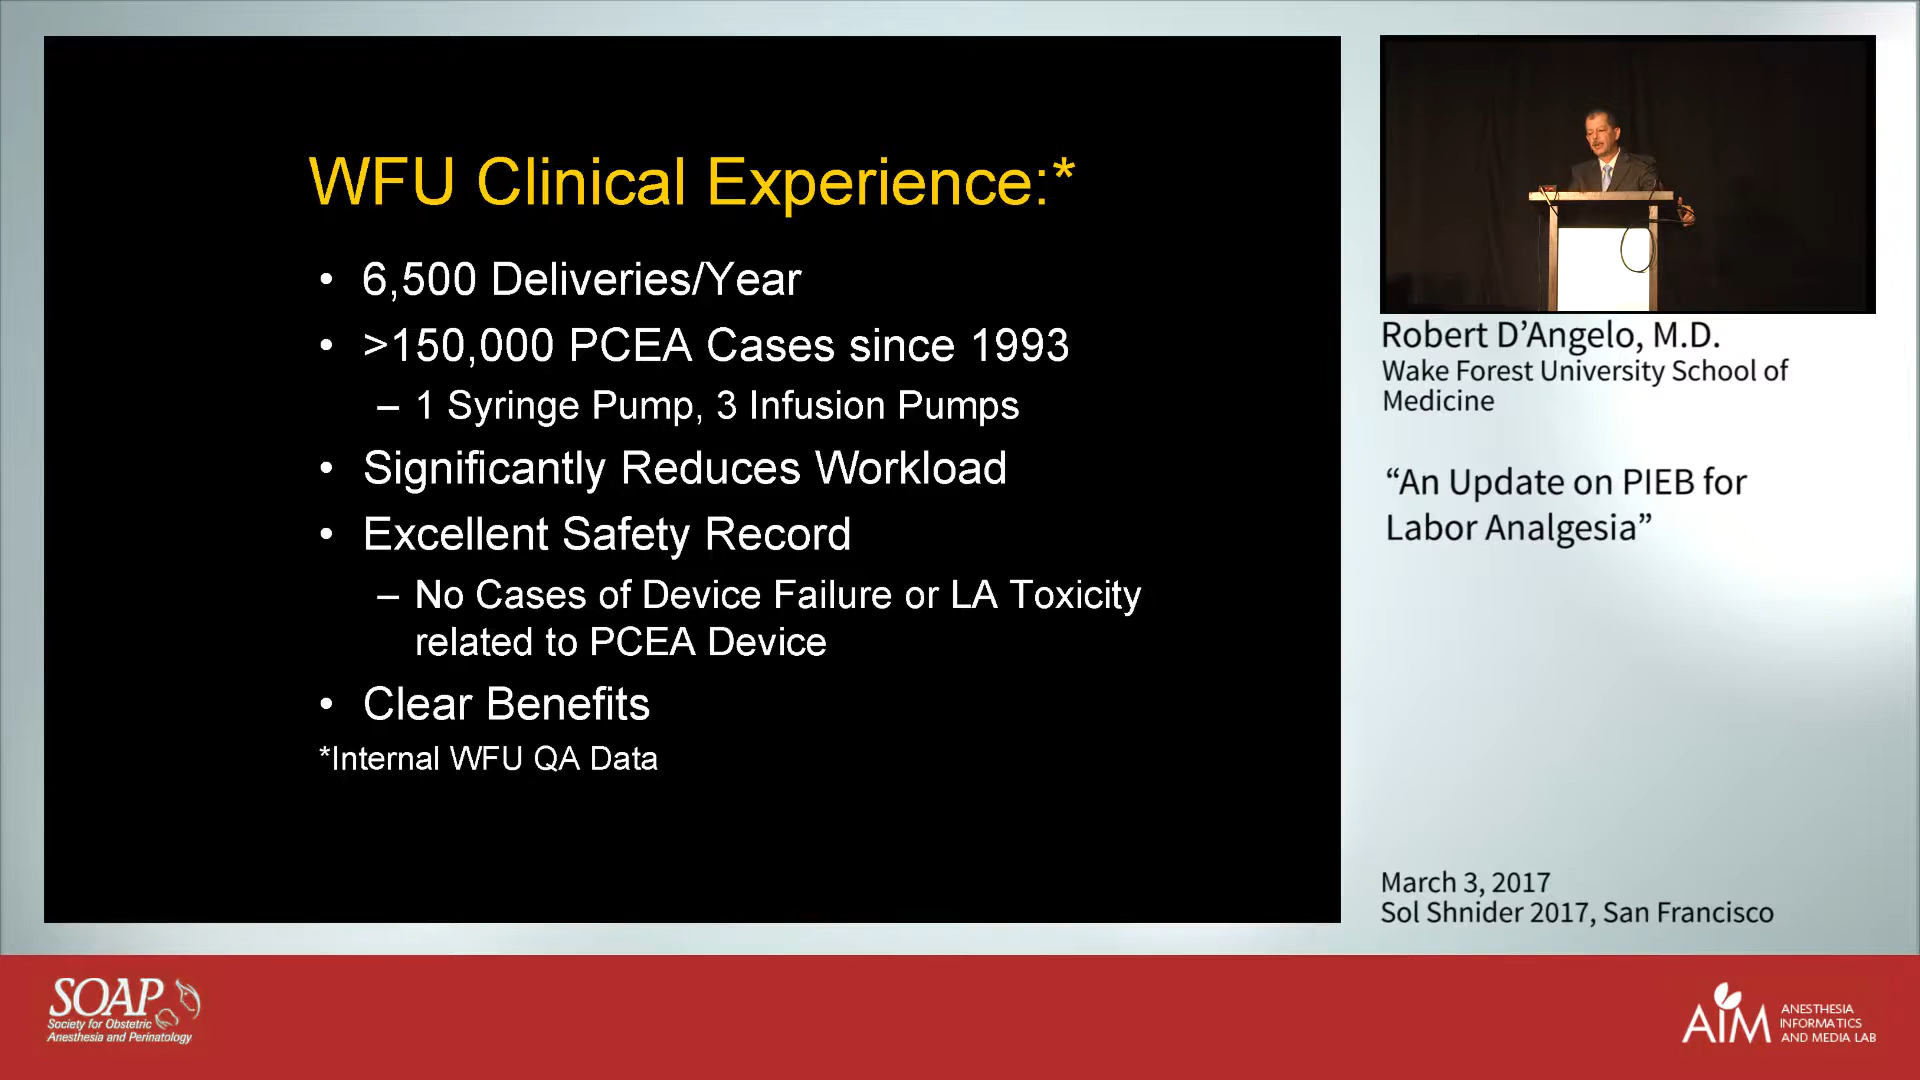 WFU Clinical Experience:*
• 6,500 Deliveries/Year
• >150,000 PCEA Cases since 1993
– 1 Syringe Pump, 3 Infusion Pumps
• Significantly Reduces Workload
• Excellent Safety Record
– No Cases of Device Failure or LA Toxicity
related to PCEA Device
• Clear Benefits
*Internal WFU QA Data
Robert D’Angelo, M.D.
Wake Forest University School of
Medicine
“An Update on PIEB for
Labor Analgesia”
March 3, 2017
Sol Shnider 2017, San Francisco
SOAP
Society for Obstetric
Anesthesia and Perinatology
AIM
ANESTHESIA
INFORMATICS
AND MEDIA LAB